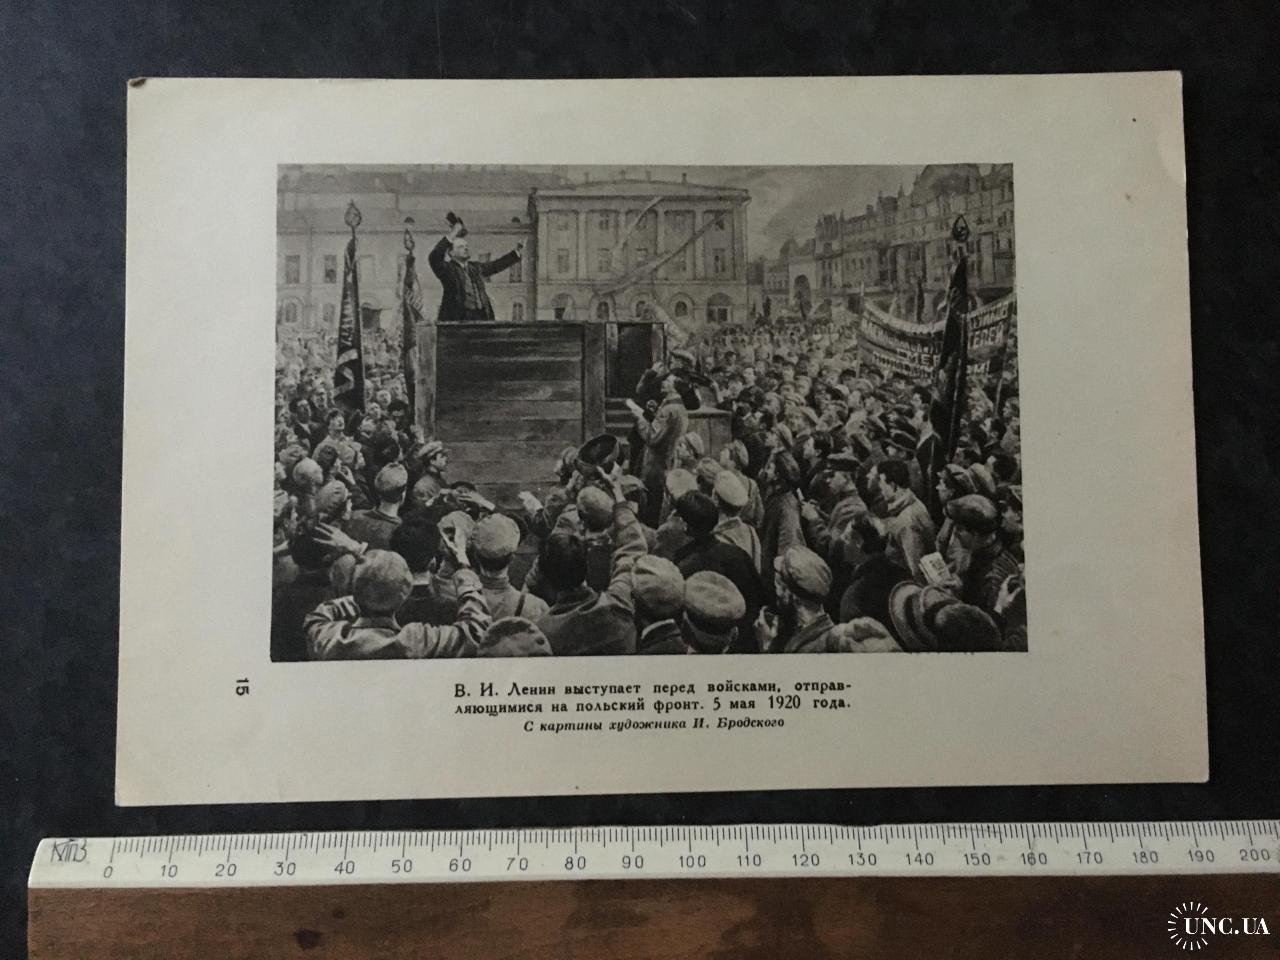 15
В. И. Ленин выступает перед войсками, отправ-
ляющимися на польский фронт. 5 мая 1920 года.
С картины художника И. Бродского
0 10 20 30 40 50 60 70 80 90 100 110 120 130 140 150 160 170 180 190 200
UNC.UA